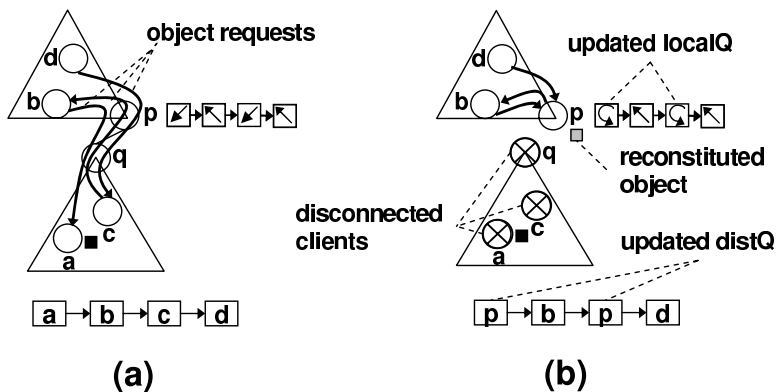 object requests
d
b
p
q
c
a
a b c d
(a)
d
updated localQ
b
p
q
reconstituted
object
disconnected
clients
c
a
updated distQ
p b p d
(b)